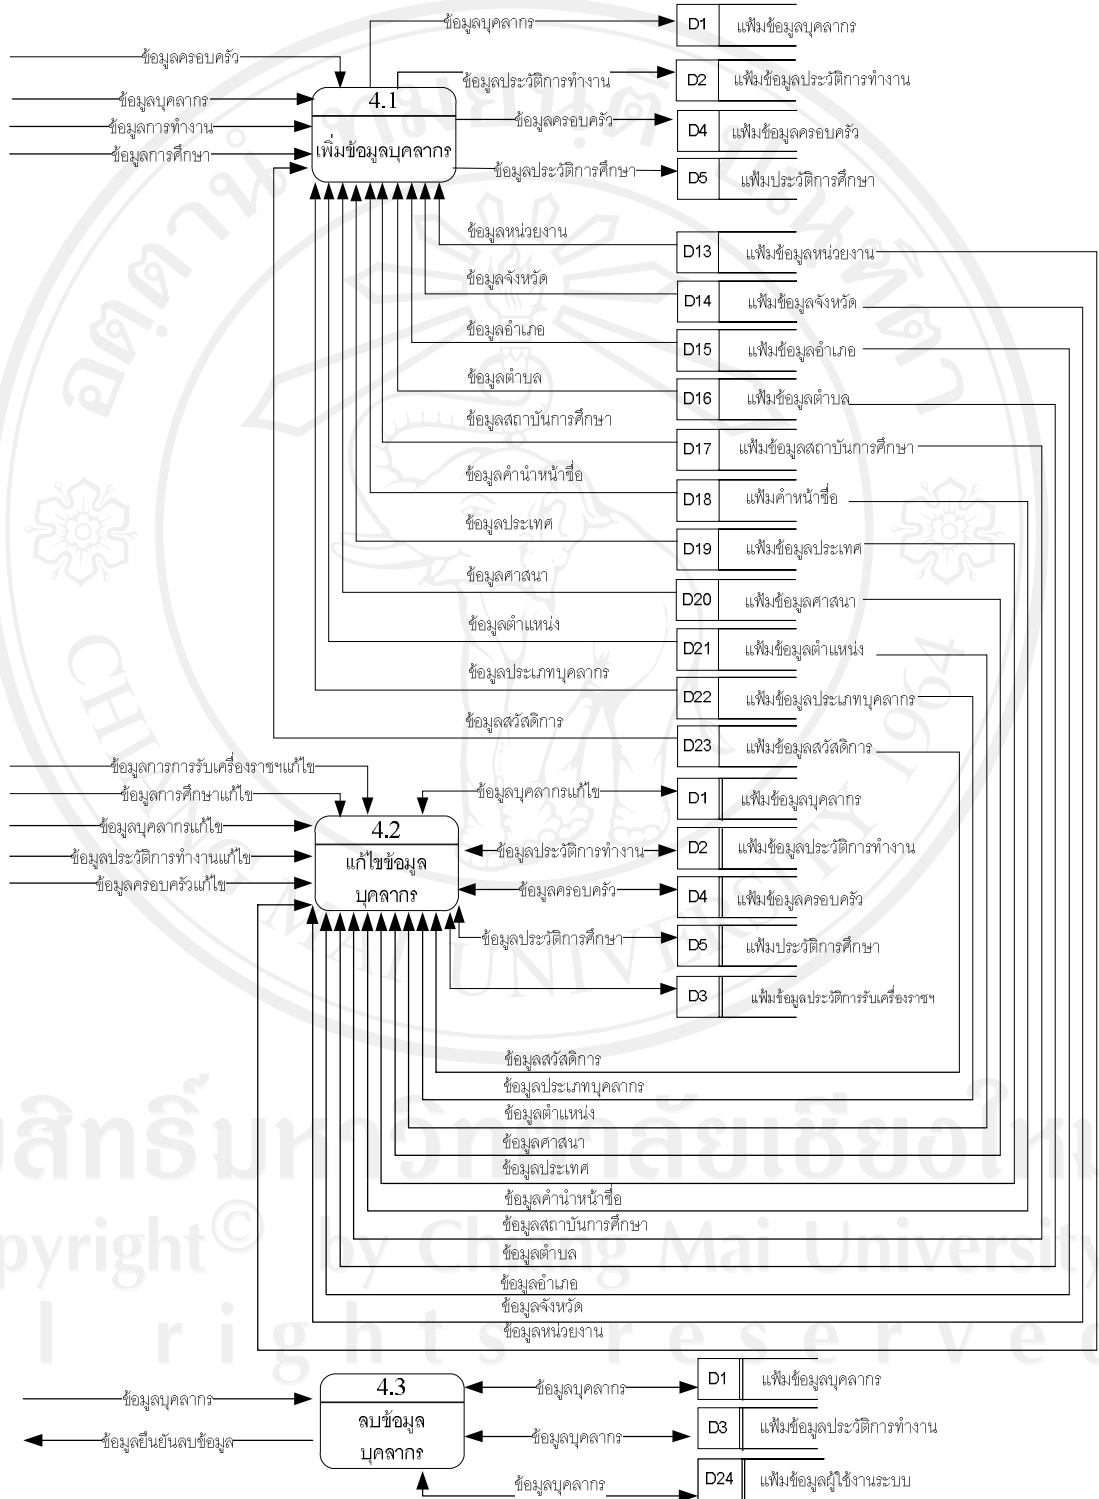 ข้อมูลบุคลากร
D1 แฟ้มข้อมูลบุคลากร
ข้อมูลครอบครัว
ข้อมูลประวัติการทำงาน
D2 แฟ้มข้อมูลประวัติการทำงาน
ข้อมูลบุคลากร
ข้อมูลการทำงาน
ข้อมูลการศึกษา
4.1
เพิ่มข้อมูลบุคลากร
ข้อมูลครอบครัว
D4 แฟ้มข้อมูลครอบครัว
ข้อมูลประวัติการศึกษา
D5 แฟ้มประวัติการศึกษา
ข้อมูลหน่วยงาน
D13 แฟ้มข้อมูลหน่วยงาน
ข้อมูลจังหวัด
D14 แฟ้มข้อมูลจังหวัด
ข้อมูลอำเภอ
D15 แฟ้มข้อมูลอำเภอ
ข้อมูลตำบล
D16 แฟ้มข้อมูลตำบล
ข้อมูลสถาบันการศึกษา
D17 แฟ้มข้อมูลสถาบันการศึกษา
ข้อมูลคำนำหน้าชื่อ
D18 แฟ้มคำหน้าชื่อ
ข้อมูลประเทศ
D19 แฟ้มข้อมูลประเทศ
ข้อมูลศาสนา
D20 แฟ้มข้อมูลศาสนา
ข้อมูลตำแหน่ง
D21 แฟ้มข้อมูลตำแหน่ง
ข้อมูลประเภทบุคลากร
D22 แฟ้มข้อมูลประเภทบุคลากร
ข้อมูลสวัสดิการ
D23 แฟ้มข้อมูลสวัสดิการ
ข้อมูลการการรับเครื่องราชฯแก้ไข
ข้อมูลการศึกษาแก้ไข
ข้อมูลบุคลากรแก้ไข
ข้อมูลประวัติการทำงานแก้ไข
ข้อมูลครอบครัวแก้ไข
4.2
แก้ไขข้อมูล
บุคลากร
ข้อมูลบุคลากรแก้ไข
D1 แฟ้มข้อมูลบุคลากร
ข้อมูลประวัติการทำงาน
D2 แฟ้มข้อมูลประวัติการทำงาน
ข้อมูลครอบครัว
D4 แฟ้มข้อมูลครอบครัว
ข้อมูลประวัติการศึกษา
D5 แฟ้มประวัติการศึกษา
D3 แฟ้มข้อมูลประวัติการรับเครื่องราชฯ
ข้อมูลสวัสดิการ
ข้อมูลประเภทบุคลากร
ข้อมูลตำแหน่ง
ข้อมูลศาสนา
ข้อมูลประเทศ
ข้อมูลคำนำหน้าชื่อ
ข้อมูลสถาบันการศึกษา
ข้อมูลตำบล
ข้อมูลอำเภอ
ข้อมูลจังหวัด
ข้อมูลหน่วยงาน
ข้อมูลบุคลากร
ข้อมูลยืนยันลบข้อมูล
4.3
ลบข้อมูล
บุคลากร
ข้อมูลบุคลากร
D1 แฟ้มข้อมูลบุคลากร
ข้อมูลบุคลากร
D3 แฟ้มข้อมูลประวัติการทำงาน
ข้อมูลบุคลากร
D24 แฟ้มข้อมูลผู้ใช้งานระบบ
by Chiang Mai University
rights reserved